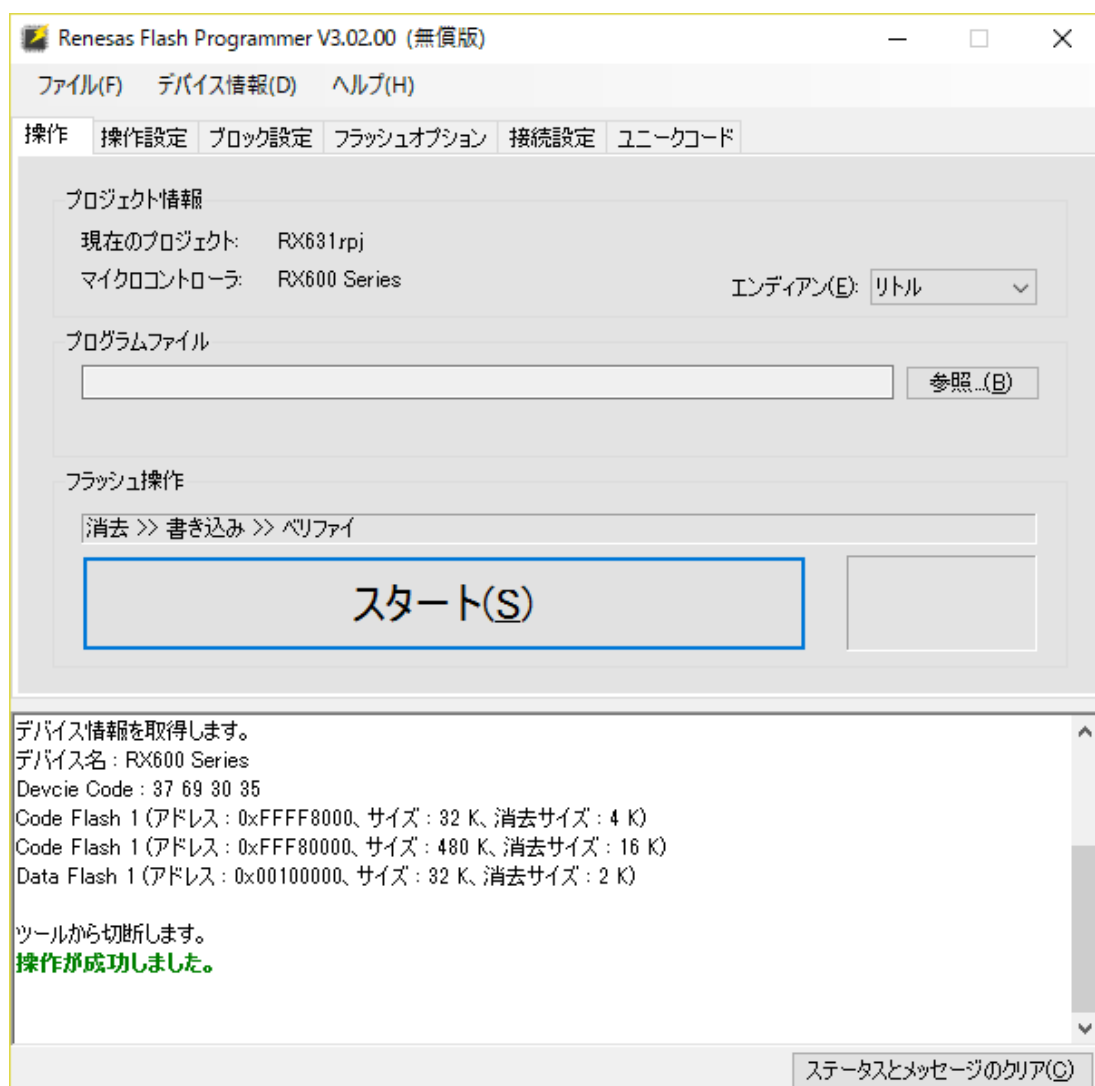 Renesas Flash Programmer V3.02.00 (無償版)
ファイル(F) デバイス情報(D) ヘルプ(H)
操作 操作設定 ブロック設定 フラッシュオプション 接続設定 ユニークコード
プロジェクト情報
現在のプロジェクト: RX631.rpj
マイクロコントローラ: RX600 Series エンディアン(E): リトル
プログラムファイル
参照...(B)
フラッシュ操作
消去 >> 書き込み >> ベリファイ
スタート(S)
デバイス情報を取得します。
デバイス名 : RX600 Series
Devcie Code : 37 69 30 35
Code Flash 1 (アドレス : 0xFFFF8000、サイズ : 32 K、消去サイズ : 4 K)
Code Flash 1 (アドレス : 0xFFF80000、サイズ : 480 K、消去サイズ : 16 K)
Data Flash 1 (アドレス : 0x00100000、サイズ : 32 K、消去サイズ : 2 K)
ツールから切断します。
操作が成功しました。
ステータスとメッセージのクリア(C)